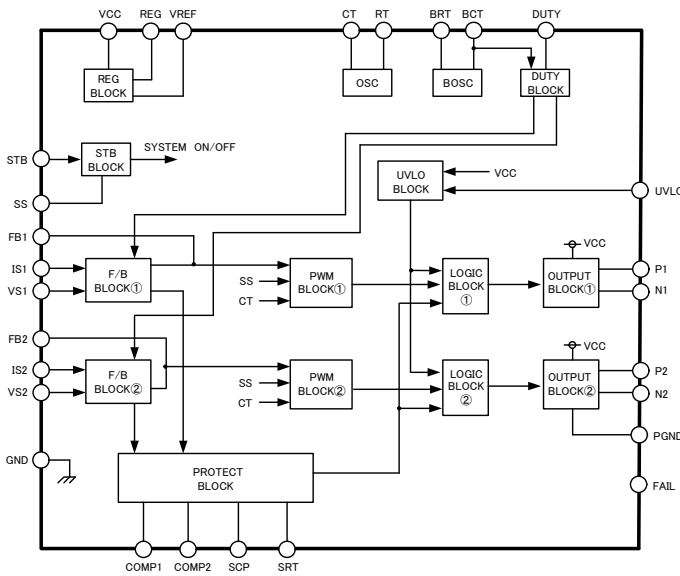 VCC REG VREF CT RT BRT BCT DUTY
REG
BLOCK
OSC
BOSC
DUTY
BLOCK
STB
STB
BLOCK
SYSTEM ON/OFF
SS
UVLO
BLOCK
VCC
UVLO
FB1
IS1
VS1
F/B
BLOCK①
SS
CT
PWM
BLOCK①
LOGIC
BLOCK
①
VCC
OUTPUT
BLOCK①
P1
N1
FB2
IS2
VS2
F/B
BLOCK②
SS
CT
PWM
BLOCK②
LOGIC
BLOCK
②
VCC
OUTPUT
BLOCK②
P2
N2
PGND
GND
PROTECT
BLOCK
FAIL
COMP1 COMP2 SCP SRT